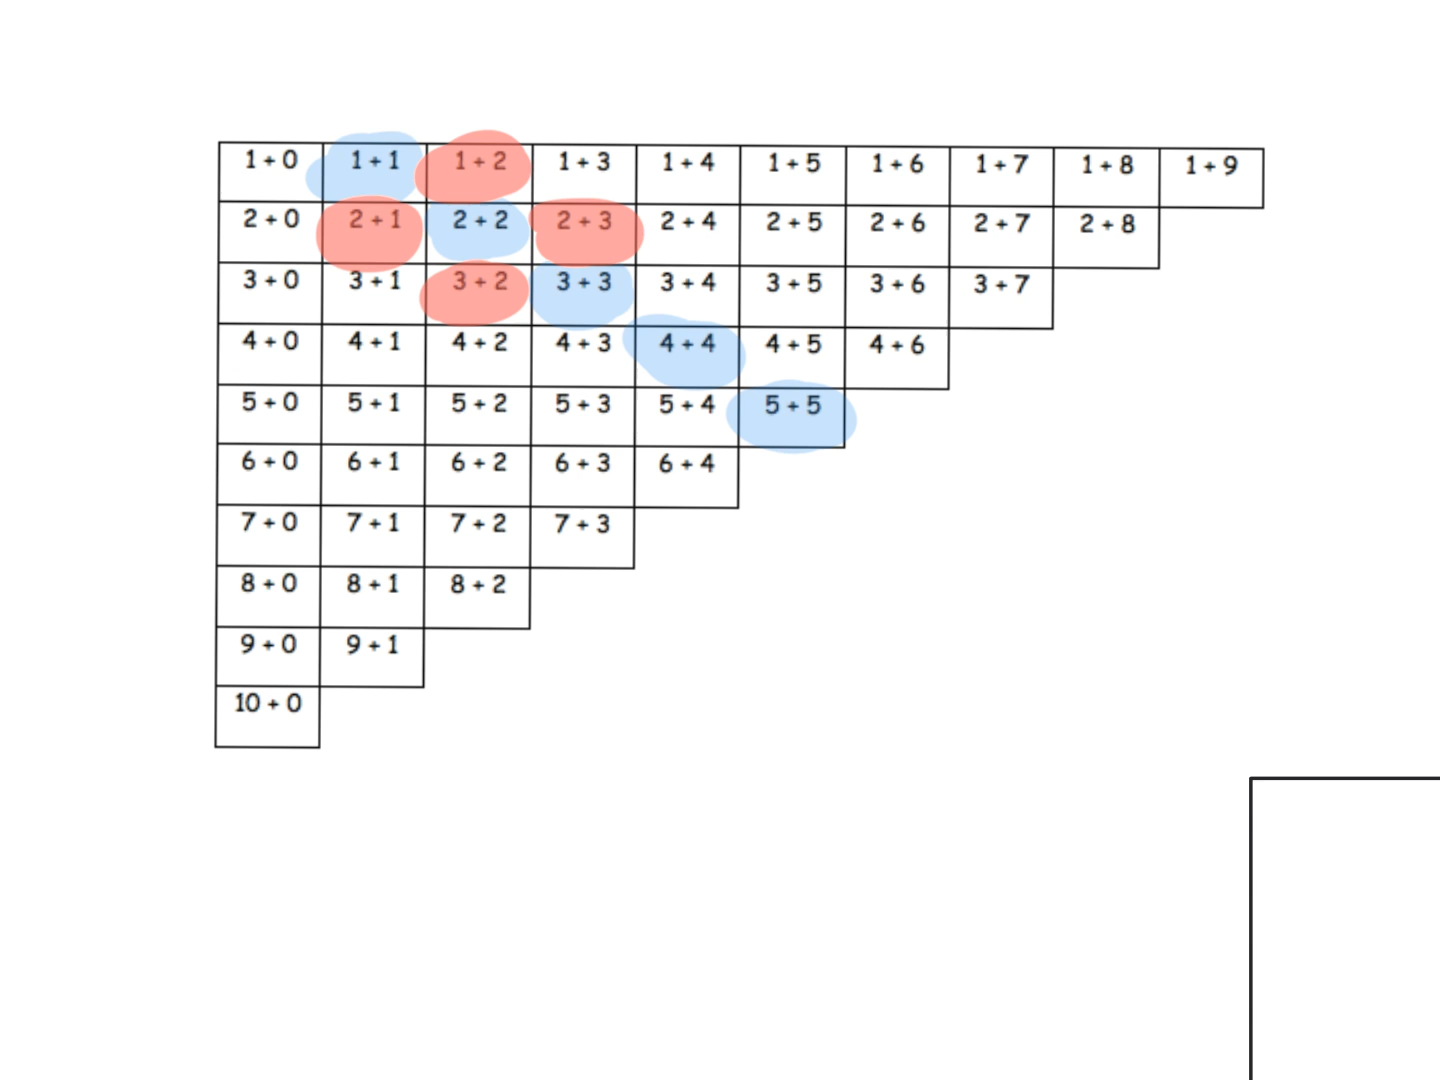 1 + 0 1 + 1 1 + 2 1 + 3 1 + 4 1 + 5 1 + 6 1 + 7 1 + 8 1 + 9
2 + 0 2 + 1 2 + 2 2 + 3 2 + 4 2 + 5 2 + 6 2 + 7 2 + 8
3 + 0 3 + 1 3 + 2 3 + 3 3 + 4 3 + 5 3 + 6 3 + 7
4 + 0 4 + 1 4 + 2 4 + 3 4 + 4 4 + 5 4 + 6
5 + 0 5 + 1 5 + 2 5 + 3 5 + 4 5 + 5
6 + 0 6 + 1 6 + 2 6 + 3 6 + 4
7 + 0 7 + 1 7 + 2 7 + 3
8 + 0 8 + 1 8 + 2
9 + 0 9 + 1
10 + 0